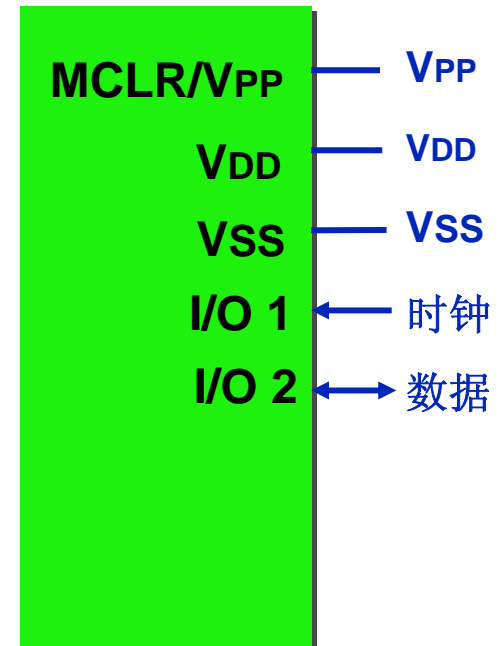 MCLR/VPP VPP
VDD VDD
VSS VSS
I/O 1 时钟
I/O 2 数据